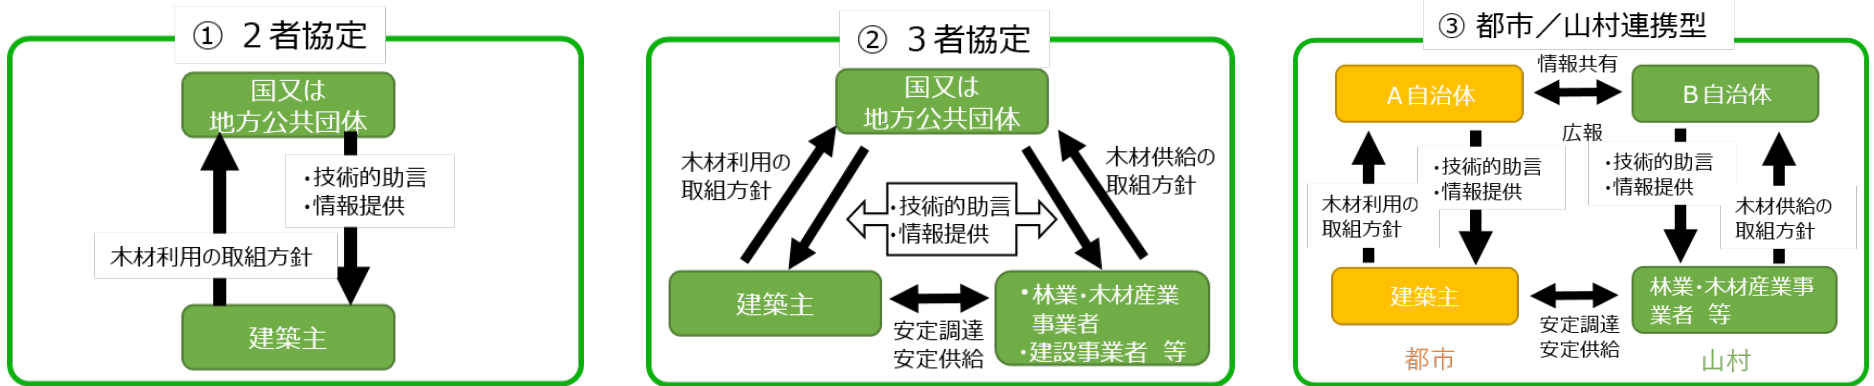 ① ２者協定
国又は
地方公共団体
・技術的助言
・情報提供
木材利用の取組方針
建築主
② ３者協定
国又は
地方公共団体
木材利用の
取組方針
木材供給の
取組方針
・技術的助言
・情報提供
建築主
安定調達
安定供給
・林業・木材産業
事業者
・建設事業者 等
③ 都市／山村連携型
Ａ自治体
情報共有
広報
Ｂ自治体
・技術的助言
・情報提供
・技術的助言
・情報提供
木材利用の
取組方針
木材供給の
取組方針
建築主
安定調達
安定供給
林業・木材産業事
業者 等
都市
山村